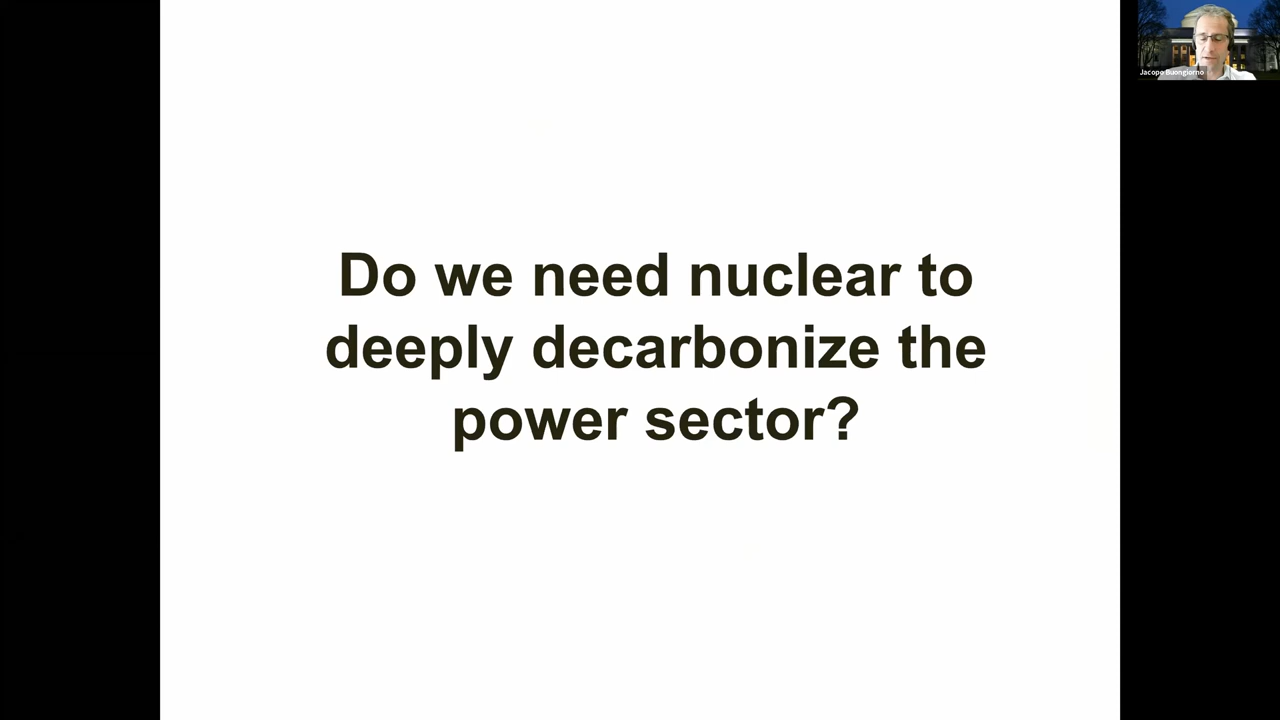 Do we need nuclear to
deeply decarbonize the
power sector?
Jacopo Buongiorno